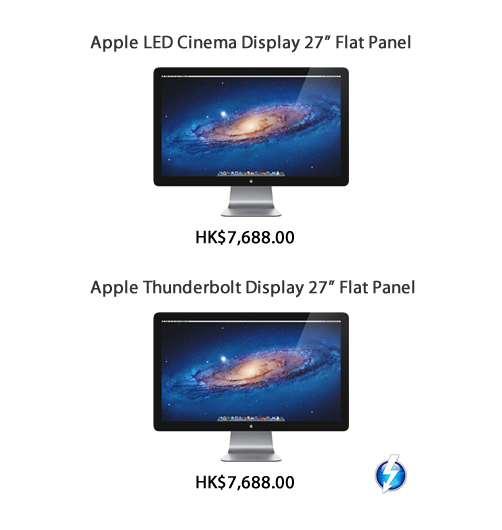 Apple LED Cinema Display 27” Flat Panel
HK$7,688.00
Apple Thunderbolt Display 27” Flat Panel
HK$7,688.00